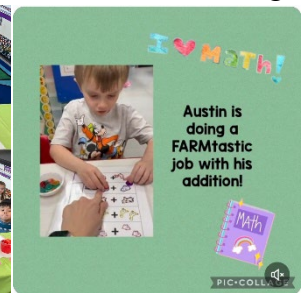 I ♥ Math!
Austin is
doing a
FARMtastic
job with his
addition!
MATH
PIC•COLLAGE